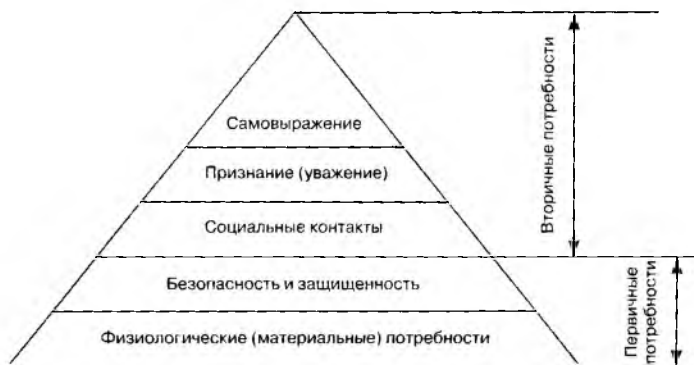 Самовыражение
Признание (уважение)
Социальные контакты
Безопасность и защищенность
Физиологические (материальные) потребности
Вторичные потребности
Первичные
потребности